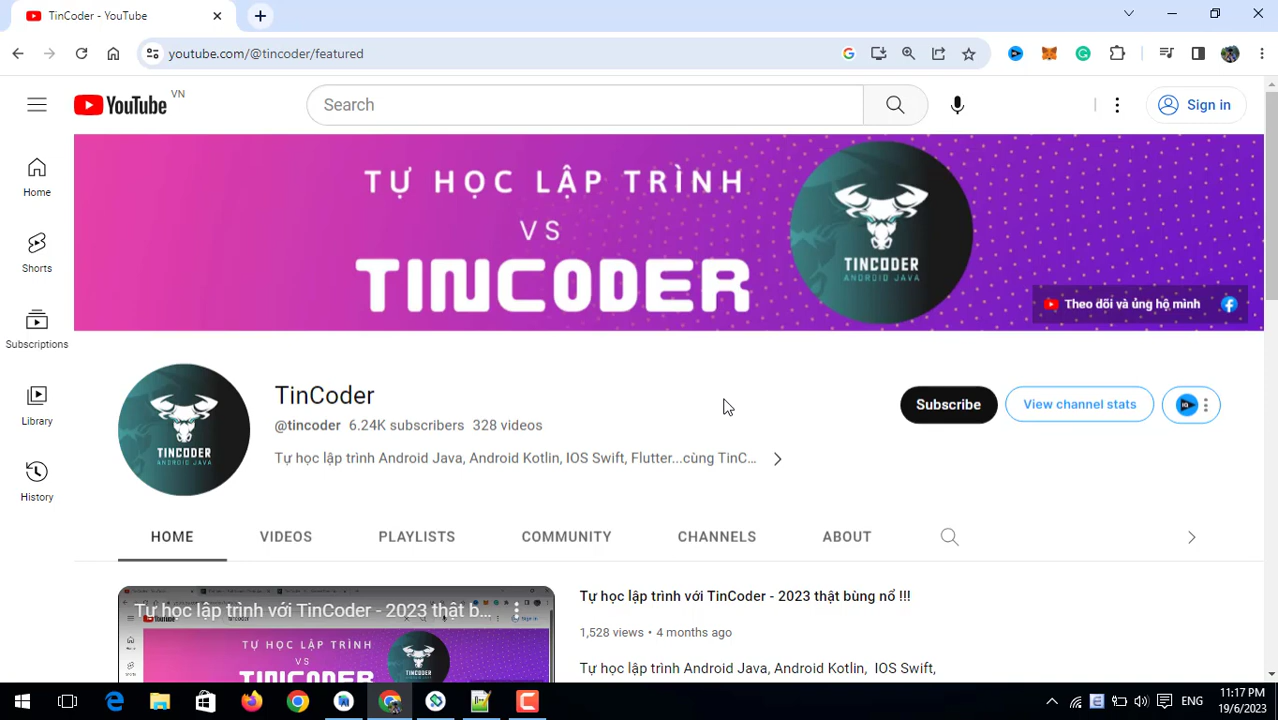 TinCoder - YouTube
youtube.com/@tincoder/featured
YouTube VN
Search
Sign in
TỰ HỌC LẬP TRÌNH
VS
TINCODER
TINCODER
ANDROID JAVA
Theo dõi và ủng hộ mình
Home
Shorts
Subscriptions
Library
History
TINCODER
ANDROID JAVA
TinCoder
@tincoder 6.24K subscribers 328 videos
Tự học lập trình Android Java, Android Kotlin, IOS Swift, Flutter...cùng TinC...
Subscribe
View channel stats
HOME VIDEOS PLAYLISTS COMMUNITY CHANNELS ABOUT
Tự học lập trình với TinCoder - 2023 thật b...
TỰ HỌC LẬP TRÌNH
VS
TINCODER
Tự học lập trình với TinCoder - 2023 thật bùng nổ !!!
1,528 views • 4 months ago
Tự học lập trình Android Java, Android Kotlin, IOS Swift,
ENG
11:17 PM
19/6/2023